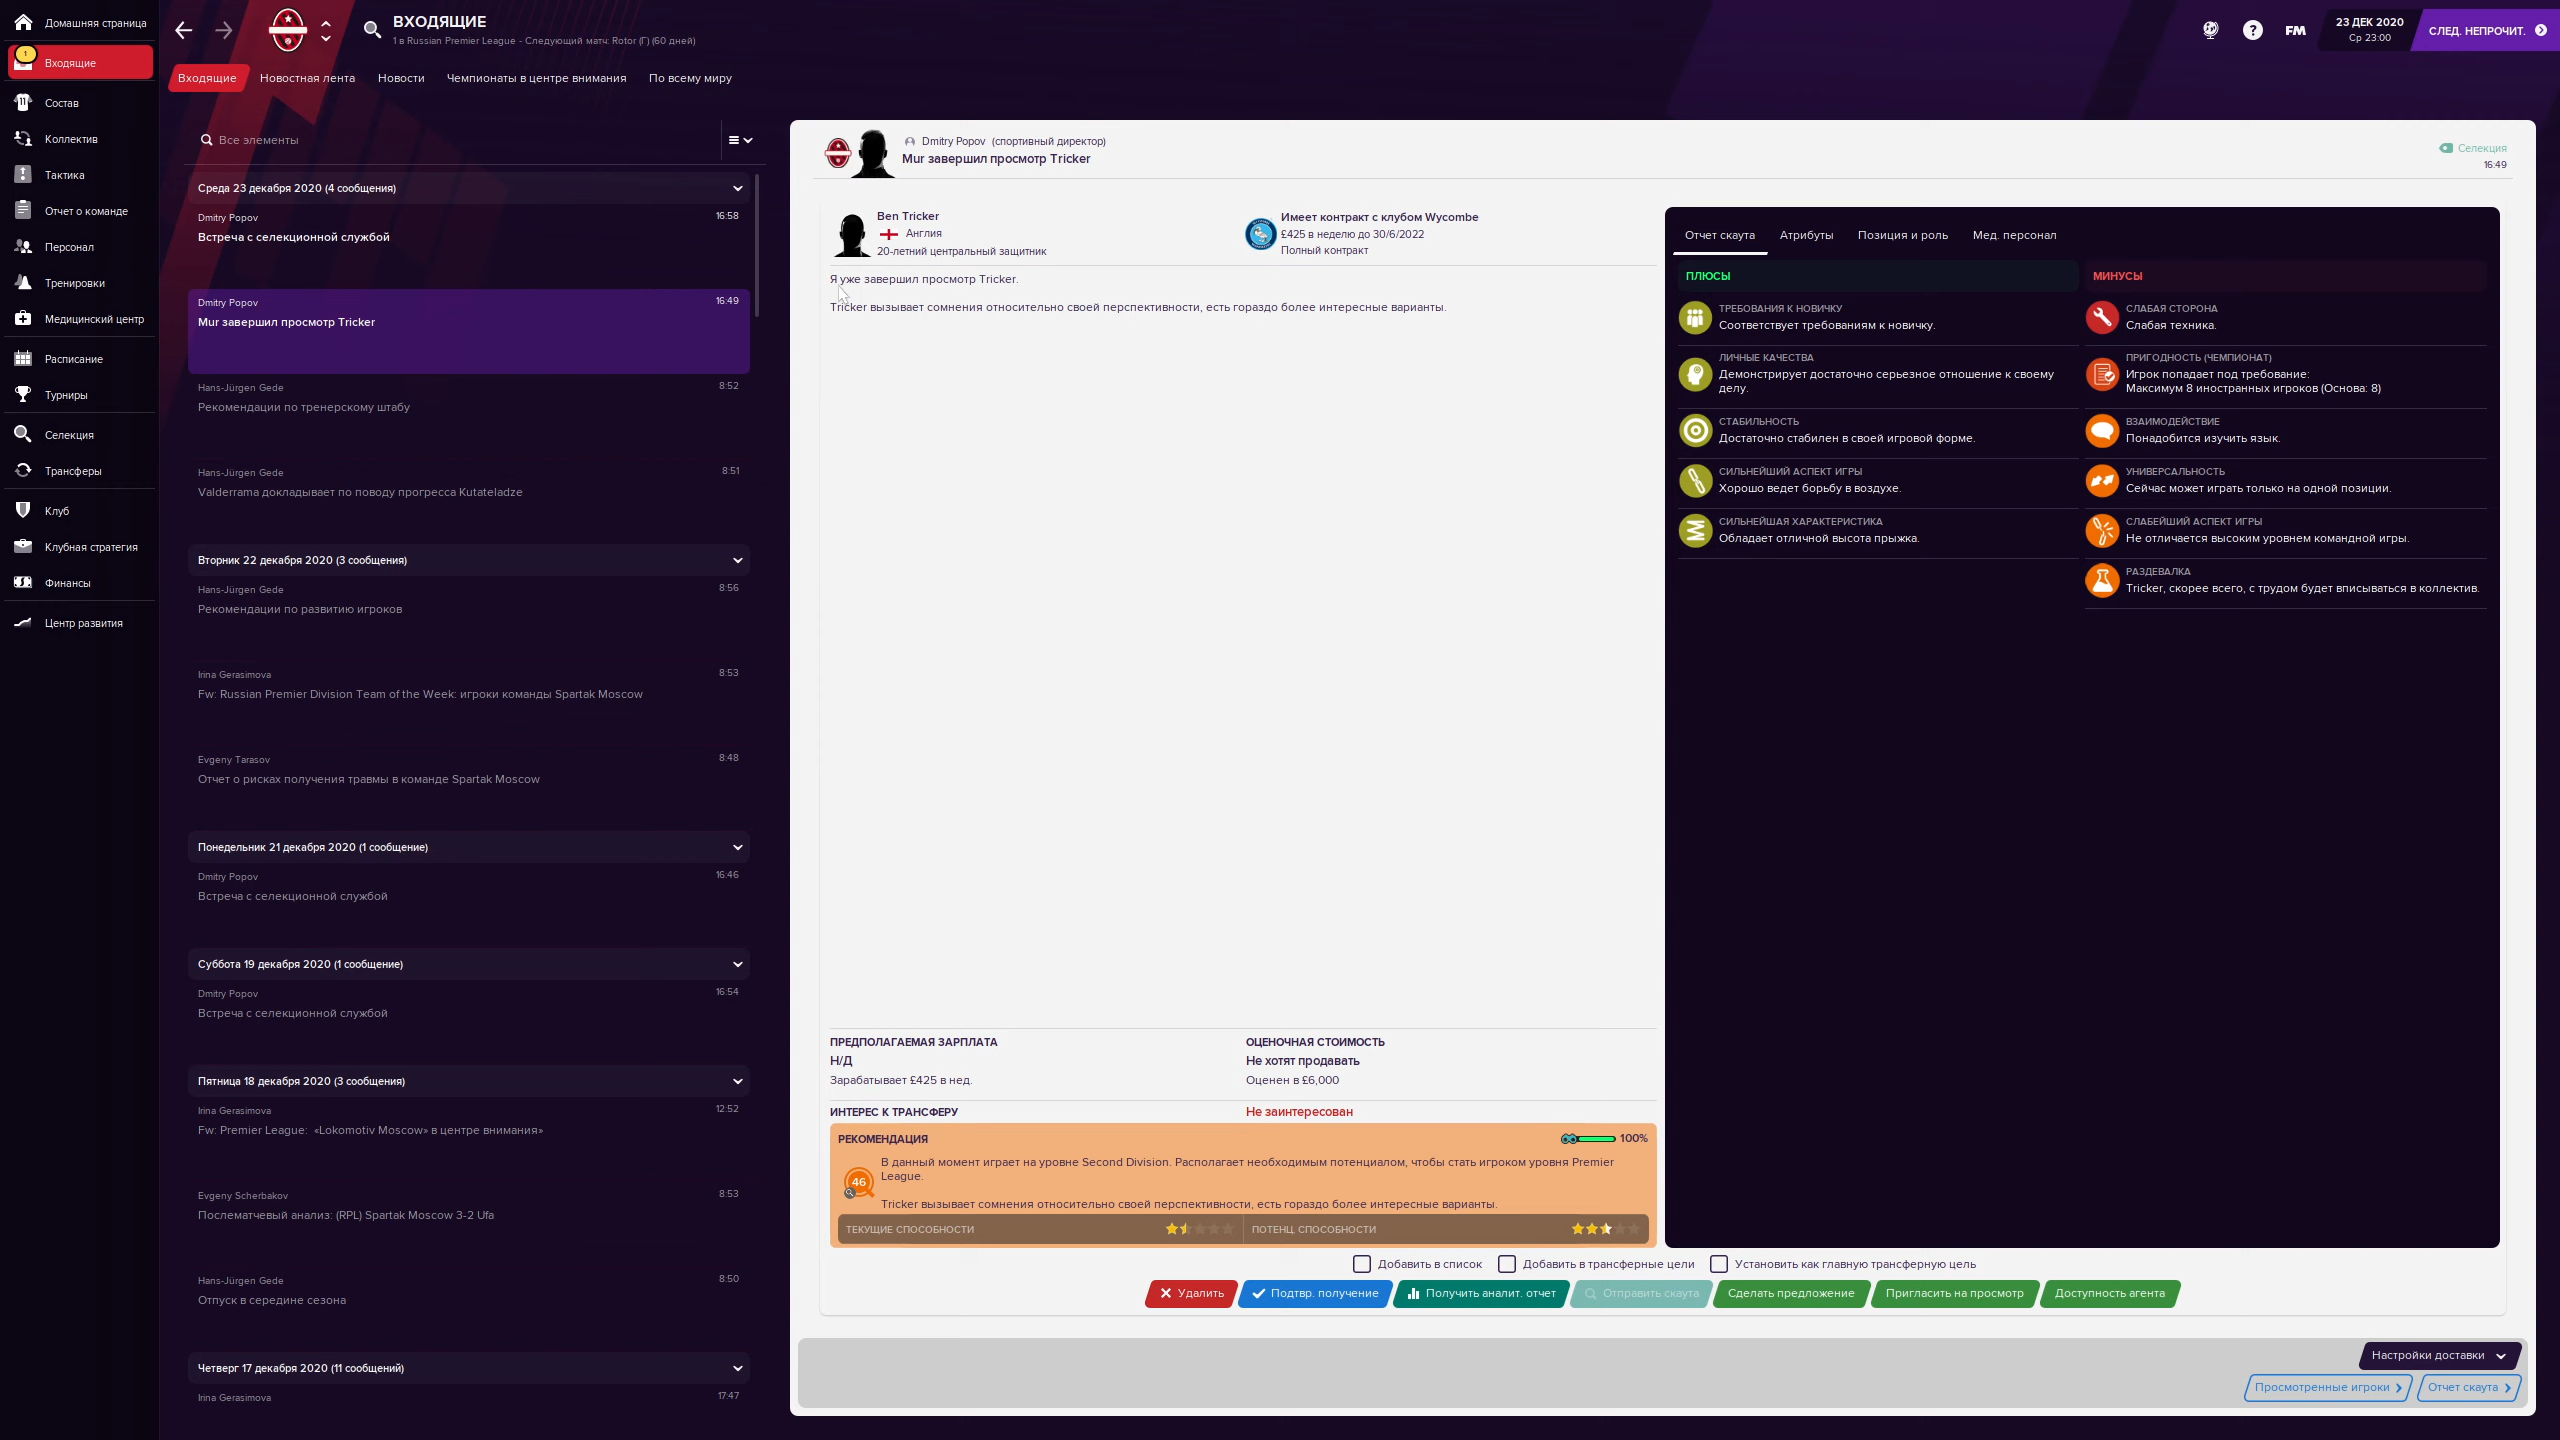 Домашняя страница
1
Входящие
Состав
Коллектив
Тактика
Отчет о команде
Персонал
Тренировки
Медицинский центр
Расписание
Турниры
Селекция
Трансферы
Клуб
Клубная стратегия
Финансы
Центр развития
ВХОДЯЩИЕ
1 в Russian Premier League - Следующий матч: Rotor (Г) (60 дней)
?
FM
23 ДЕК 2020
Ср 23:00
СЛЕД. НЕПРОЧИТ.
Входящие
Новостная лента
Новости
Чемпионаты в центре внимания
По всему миру
Все элементы
Среда 23 декабря 2020 (4 сообщения)
Dmitry Popov 16:58
Встреча с селекционной службой
Dmitry Popov 16:49
Mur завершил просмотр Tricker
Hans-Jürgen Gede 8:52
Рекомендации по тренерскому штабу
Hans-Jürgen Gede 8:51
Valderrama докладывает по поводу прогресса Kutateladze
Вторник 22 декабря 2020 (3 сообщения)
Hans-Jürgen Gede 8:56
Рекомендации по развитию игроков
Irina Gerasimova 8:53
Fw: Russian Premier Division Team of the Week: игроки команды Spartak Moscow
Evgeny Tarasov 8:48
Отчет о рисках получения травмы в команде Spartak Moscow
Понедельник 21 декабря 2020 (1 сообщение)
Dmitry Popov 16:46
Встреча с селекционной службой
Суббота 19 декабря 2020 (1 сообщение)
Dmitry Popov 16:54
Встреча с селекционной службой
Пятница 18 декабря 2020 (3 сообщения)
Irina Gerasimova 12:52
Fw: Premier League: «Lokomotiv Moscow» в центре внимания»
Evgeny Scherbakov 8:53
Послематчевый анализ: (RPL) Spartak Moscow 3-2 Ufa
Hans-Jürgen Gede 8:50
Отпуск в середине сезона
Четверг 17 декабря 2020 (11 сообщений)
Irina Gerasimova 17:47
Dmitry Popov (спортивный директор)
Mur завершил просмотр Tricker
Селекция
16:49
Ben Tricker
Англия
20-летний центральный защитник
Имеет контракт с клубом Wycombe
£425 в неделю до 30/6/2022
Полный контракт
Я уже завершил просмотр Tricker.
Tricker вызывает сомнения относительно своей перспективности, есть гораздо более интересные варианты.
ПРЕДПОЛАГАЕМАЯ ЗАРПЛАТА
Н/Д
Зарабатывает £425 в нед.
ОЦЕНОЧНАЯ СТОИМОСТЬ
Не хотят продавать
Оценен в £6,000
ИНТЕРЕС К ТРАНСФЕРУ
Не заинтересован
РЕКОМЕНДАЦИЯ
100%
46
В данный момент играет на уровне Second Division. Располагает необходимым потенциалом, чтобы стать игроком уровня Premier
League.
Tricker вызывает сомнения относительно своей перспективности, есть гораздо более интересные варианты.
ТЕКУЩИЕ СПОСОБНОСТИ
ПОТЕНЦ. СПОСОБНОСТИ
Отчет скаута
Атрибуты
Позиция и роль
Мед. персонал
ПЛЮСЫ
ТРЕБОВАНИЯ К НОВИЧКУ
Соответствует требованиям к новичку.
ЛИЧНЫЕ КАЧЕСТВА
Демонстрирует достаточно серьезное отношение к своему
делу.
СТАБИЛЬНОСТЬ
Достаточно стабилен в своей игровой форме.
СИЛЬНЕЙШИЙ АСПЕКТ ИГРЫ
Хорошо ведет борьбу в воздухе.
СИЛЬНЕЙШАЯ ХАРАКТЕРИСТИКА
Обладает отличной высота прыжка.
МИНУСЫ
СЛАБАЯ СТОРОНА
Слабая техника.
ПРИГОДНОСТЬ (ЧЕМПИОНАТ)
Игрок попадает под требование:
Максимум 8 иностранных игроков (Основа: 8)
ВЗАИМОДЕЙСТВИЕ
Понадобится изучить язык.
УНИВЕРСАЛЬНОСТЬ
Сейчас может играть только на одной позиции.
СЛАБЕЙШИЙ АСПЕКТ ИГРЫ
Не отличается высоким уровнем командной игры.
РАЗДЕВАЛКА
Tricker, скорее всего, с трудом будет вписываться в коллектив.
Добавить в список
Добавить в трансферные цели
Установить как главную трансферную цель
Удалить
Подтвр. получение
Получить аналит. отчет
Отправить скаута
Сделать предложение
Пригласить на просмотр
Доступность агента
Настройки доставки
Просмотренные игроки
Отчет скаута